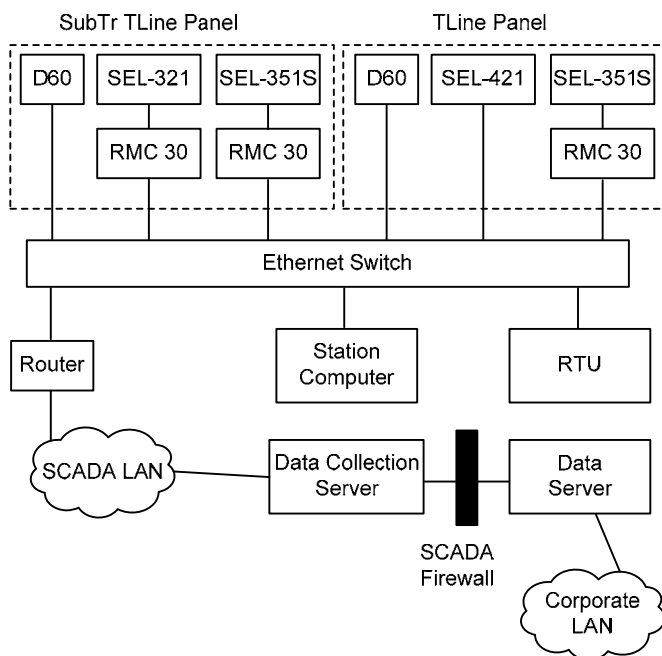 SubTr TLine Panel
TLine Panel
D60
SEL-321
SEL-351S
D60
SEL-421
SEL-351S
RMC 30
RMC 30
RMC 30
Ethernet Switch
Router
Station
Computer
RTU
SCADA LAN
Data Collection
Server
Data
Server
SCADA
Firewall
Corporate
LAN